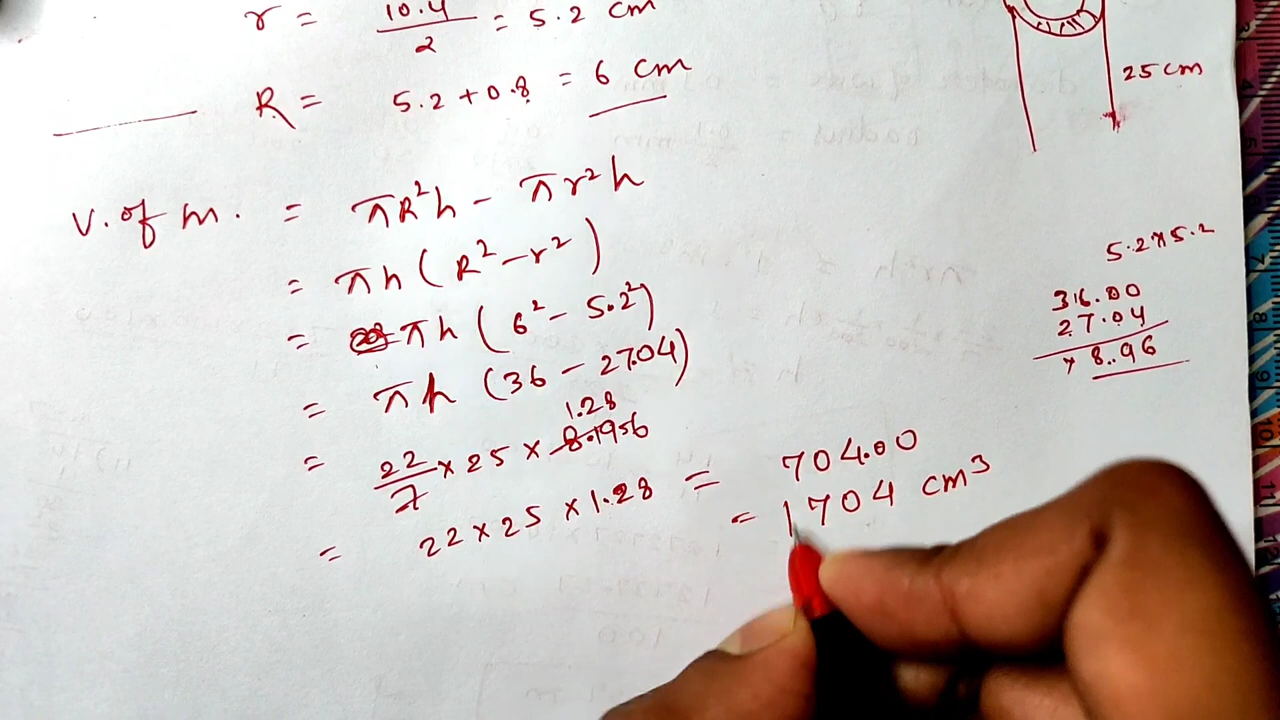 r = 10.4/2 = 5.2 cm
R = 5.2 + 0.8 = 6 cm
25 cm
V. of m. = πR²h - πr²h
= πh (R² - r²)
= πh (6² - 5.2²)
= πh (36 - 27.04)
1.28
= 22/7 × 25 × 8.1956
= 22 × 25 × 1.28 = 704.00
= 1704 cm³
5.2 × 5.2
36.00
27.04
8.96